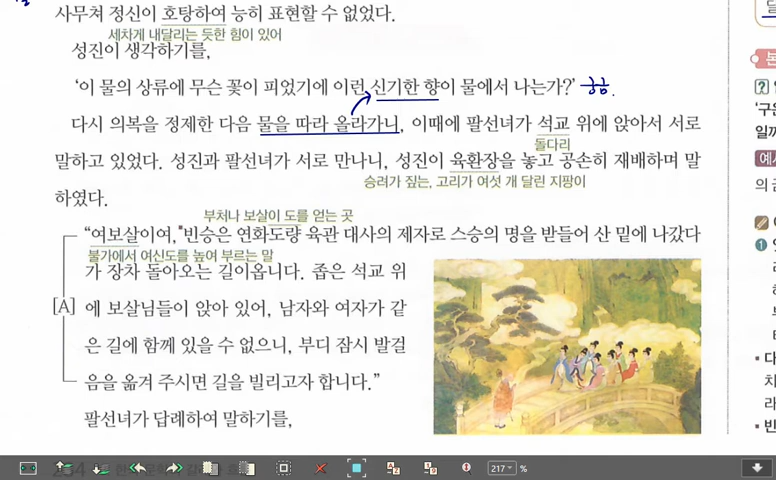 사무쳐 정신이 호탕하여 능히 표현할 수 없었다.
세차게 내달리는 듯한 힘이 있어
성진이 생각하기를,
‘이 물의 상류에 무슨 꽃이 피었기에 이런 신기한 향이 물에서 나는가?’
다시 의복을 정제한 다음 물을 따라 올라가니, 이때에 팔선녀가 석교 위에 앉아서 서로
돌다리
말하고 있었다. 성진과 팔선녀가 서로 만나니, 성진이 육환장을 놓고 공손히 재배하며 말
승려가 짚는, 고리가 여섯 개 달린 지팡이
하였다.
부처나 보살이 도를 얻는 곳
“여보살이여, 빈승은 연화도량 육관 대사의 제자로 스승의 명을 받들어 산 밑에 나갔다
불가에서 여신도를 높여 부르는 말
가 장차 돌아오는 길이옵니다. 좁은 석교 위
[A] 에 보살님들이 앉아 있어, 남자와 여자가 같
은 길에 함께 있을 수 없으니, 부디 잠시 발걸
음을 옮겨 주시면 길을 빌리고자 합니다.”
팔선녀가 답례하여 말하기를,
217 %